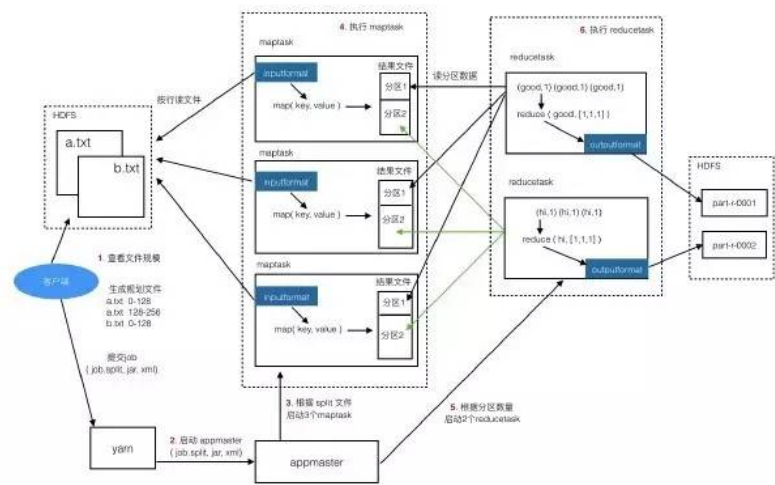 4. 执行 maptask
maptask
inputformat
map( key, value )
结果文件
分区1
分区2
maptask
inputformat
map( key, value )
结果文件
分区1
分区2
maptask
inputformat
map( key, value )
结果文件
分区1
分区2
按行读文件
HDFS
a.txt
b.txt
读分区数据
6. 执行 reducetask
reducetask
(good,1) (good,1) (good,1)
reduce ( good, [1,1,1] )
outputformat
reducetask
(hi,1) (hi,1) (hi,1)
reduce ( hi, [1,1,1] )
outputformat
HDFS
part-r-0001
part-r-0002
客户端
1. 查看文件规模
生成规划文件
a.txt 0-128
a.txt 128-256
b.txt 0-128
提交job
( job.split, jar, xml)
yarn
2. 启动 appmaster
( job.split, jar, xml)
appmaster
3. 根据 split 文件
启动3个maptask
5. 根据分区数量
启动2个reducetask